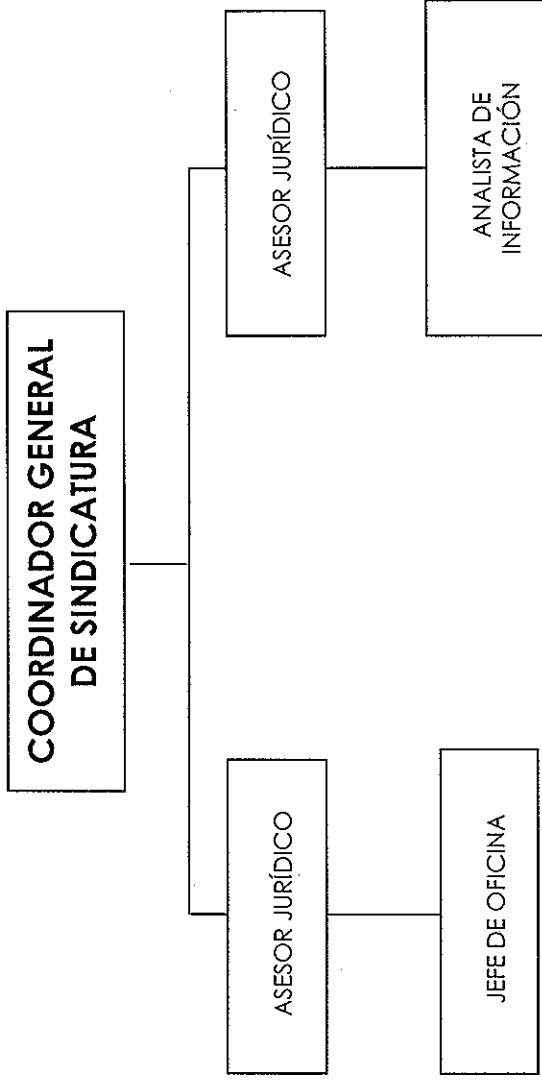 COORDINADOR GENERAL
DE SINDICATURA
ASESOR JURÍDICO
ASESOR JURÍDICO
JEFE DE OFICINA
ANALISTA DE
INFORMACIÓN